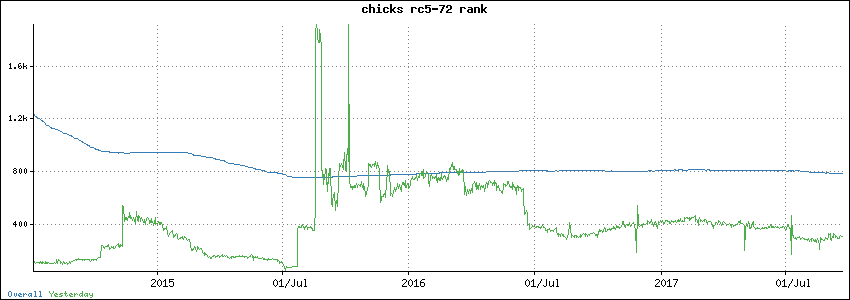 chicks rc5-72 rank
1.6k
1.2k
800
400
2015 01/Jul 2016 01/Jul 2017 01/Jul
Overall Yesterday